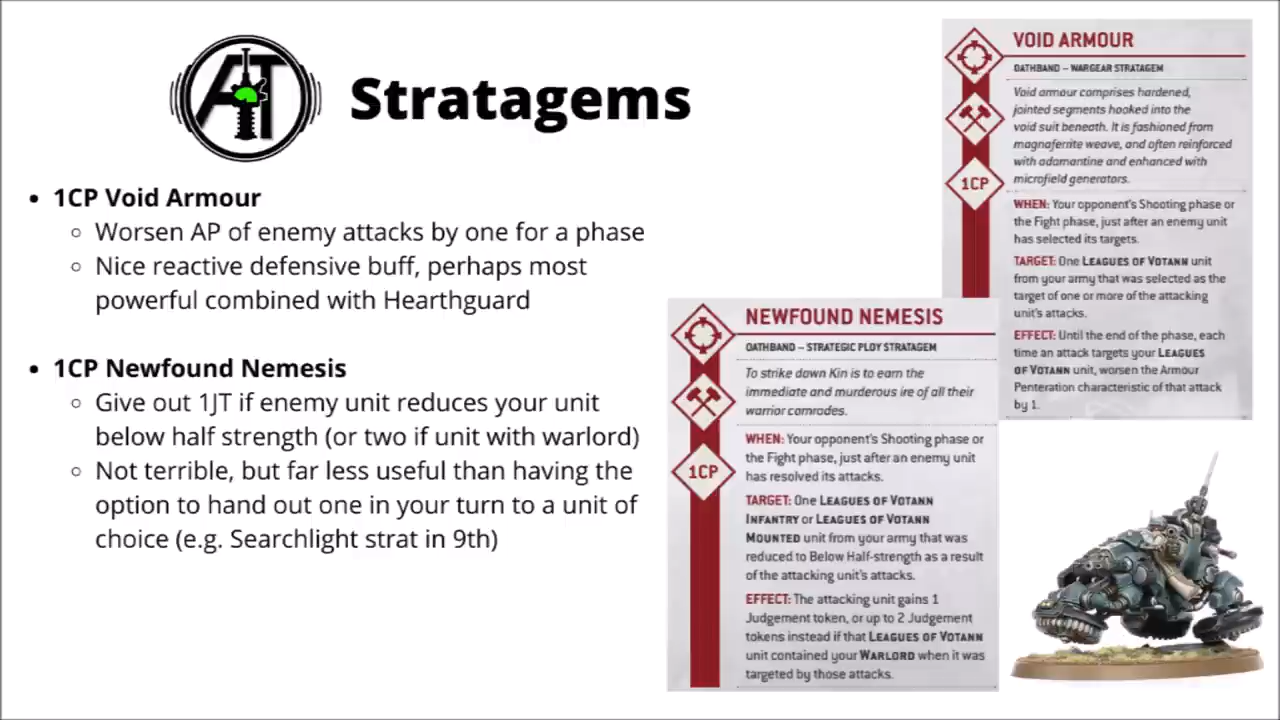 AT
Stratagems
• 1CP Void Armour
○ Worsen AP of enemy attacks by one for a phase
○ Nice reactive defensive buff, perhaps most
powerful combined with Hearthguard
• 1CP Newfound Nemesis
○ Give out 1JT if enemy unit reduces your unit
below half strength (or two if unit with warlord)
○ Not terrible, but far less useful than having the
option to hand out one in your turn to a unit of
choice (e.g. Searchlight strat in 9th)
VOID ARMOUR
OATHBAND – WARGEAR STRATAGEM
Void armour comprises hardened,
jointed segments hooked into the
void suit beneath. It is fashioned from
magnaferrite weave, and often reinforced
with adamantine and enhanced with
microfield generators.
1CP
WHEN: Your opponent's Shooting phase or
the Fight phase, just after an enemy unit
has selected its targets.
TARGET: One LEAGUES OF VOTANN unit
from your army that was selected as the
target of one or more of the attacking
unit's attacks.
EFFECT: Until the end of the phase, each
time an attack targets your LEAGUES
OF VOTANN unit, worsen the Armour
Penteration characteristic of that attack
by 1.
NEWFOUND NEMESIS
OATHBAND – STRATEGIC PLOY STRATAGEM
To strike down Kin is to earn the
immediate and murderous ire of all their
warrior comrades.
1CP
WHEN: Your opponent's Shooting phase or
the Fight phase, just after an enemy unit
has resolved its attacks.
TARGET: One LEAGUES OF VOTANN
INFANTRY or LEAGUES OF VOTANN
MOUNTED unit from your army that was
reduced to Below Half-strength as a result
of the attacking unit's attacks.
EFFECT: The attacking unit gains 1
Judgement token, or up to 2 Judgement
tokens instead if that LEAGUES OF VOTANN
unit contained your WARLORD when it was
targeted by those attacks.